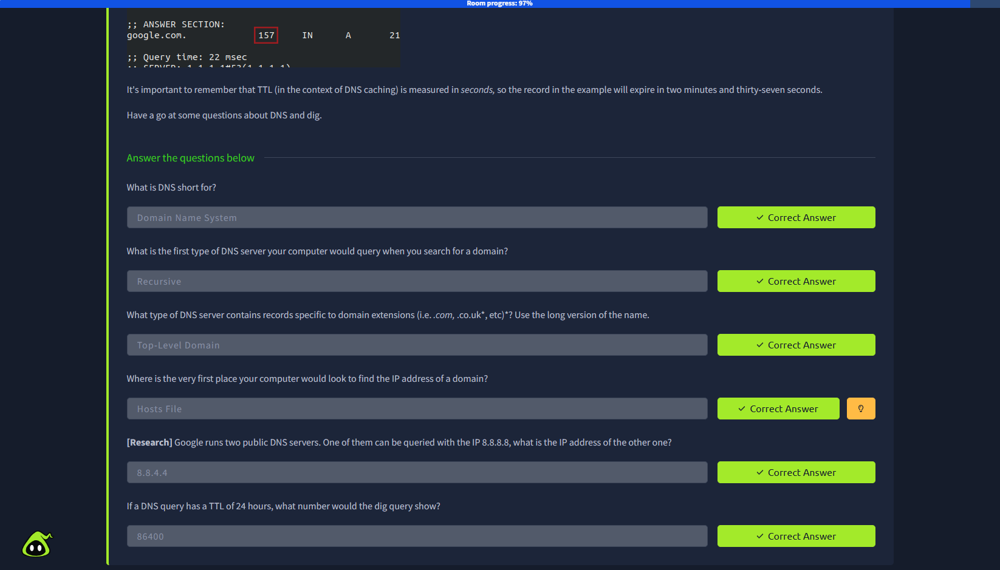 Room progress: 97%
;; ANSWER SECTION:
google.com. 157 IN A 21
;; Query time: 22 msec
;; SERVER: 1.1.1.1#53(1.1.1.1)
It's important to remember that TTL (in the context of DNS caching) is measured in seconds, so the record in the example will expire in two minutes and thirty-seven seconds.
Have a go at some questions about DNS and dig.
Answer the questions below
What is DNS short for?
Domain Name System
Correct Answer
What is the first type of DNS server your computer would query when you search for a domain?
Recursive
Correct Answer
What type of DNS server contains records specific to domain extensions (i.e. .com, .co.uk*, etc)*? Use the long version of the name.
Top-Level Domain
Correct Answer
Where is the very first place your computer would look to find the IP address of a domain?
Hosts File
Correct Answer
[Research] Google runs two public DNS servers. One of them can be queried with the IP 8.8.8.8, what is the IP address of the other one?
8.8.4.4
Correct Answer
If a DNS query has a TTL of 24 hours, what number would the dig query show?
86400
Correct Answer